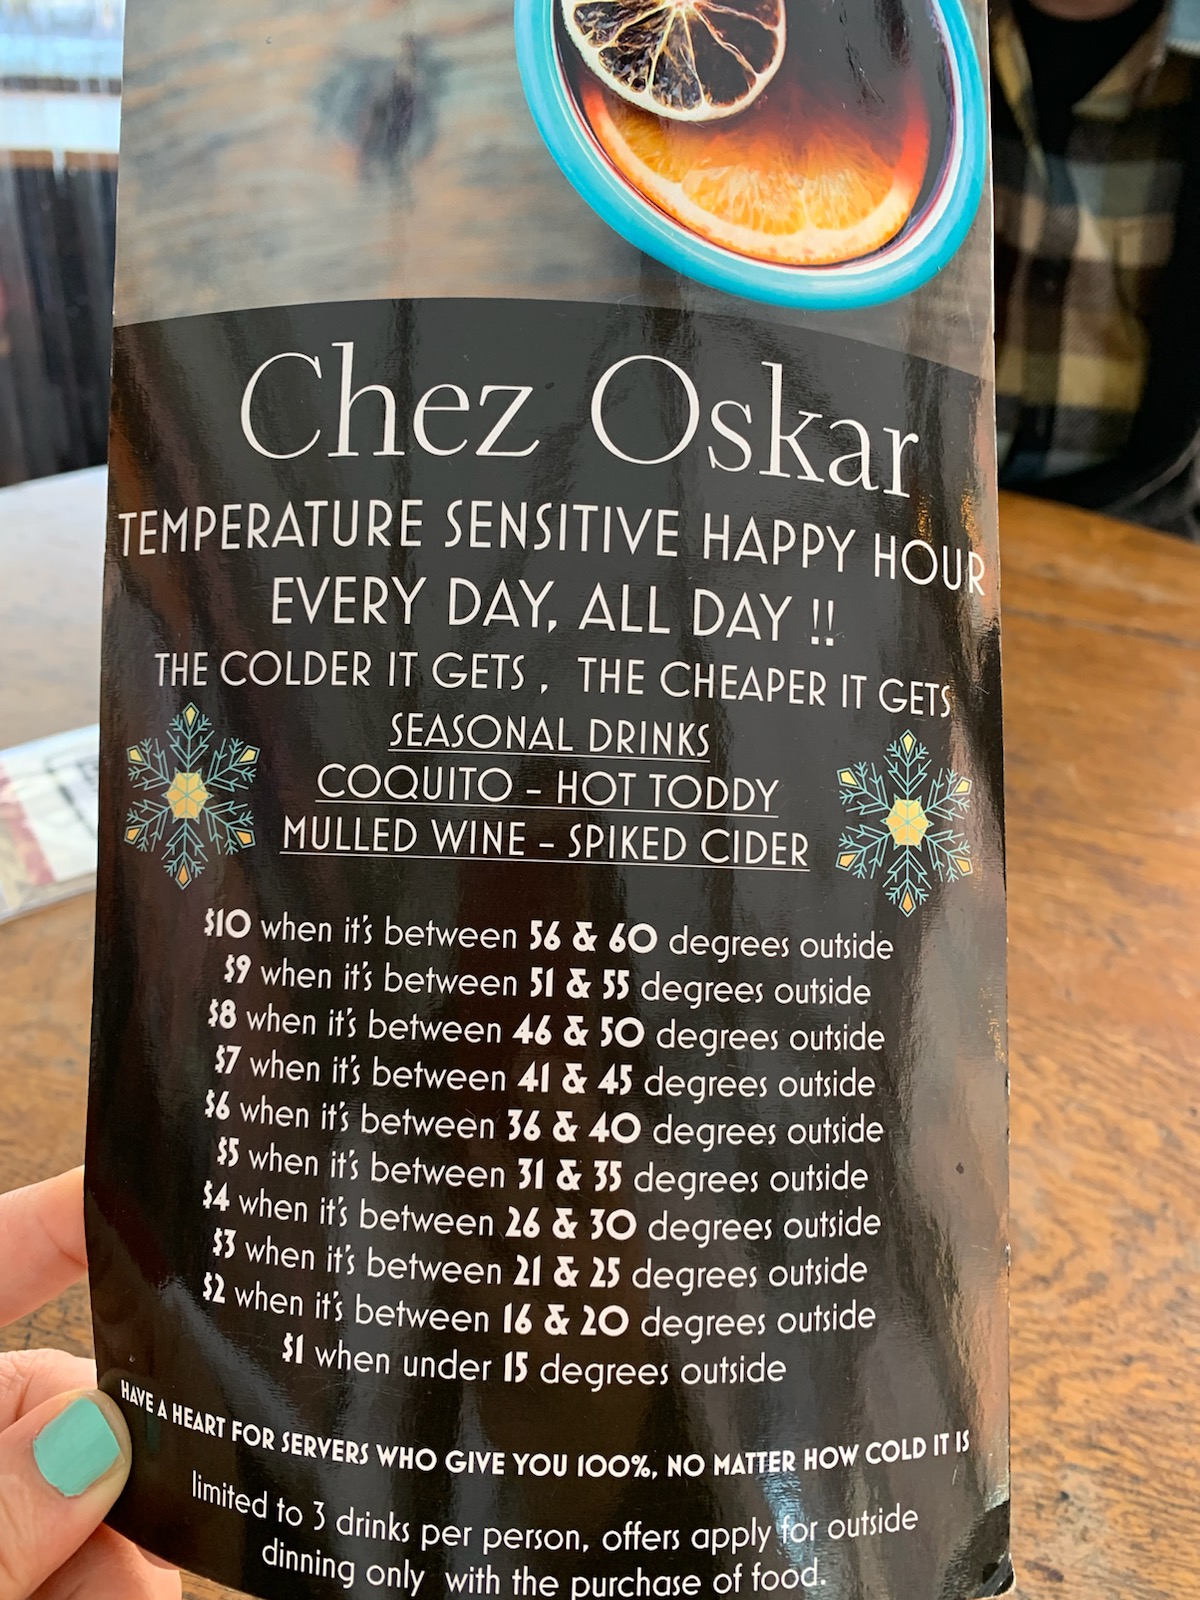 Chez Oskar
TEMPERATURE SENSITIVE HAPPY HOUR
EVERY DAY, ALL DAY !!
THE COLDER IT GETS , THE CHEAPER IT GETS
SEASONAL DRINKS
COQUITO - HOT TODDY
MULLED WINE - SPIKED CIDER
$10 when it's between 56 & 60 degrees outside
$9 when it's between 51 & 55 degrees outside
$8 when it's between 46 & 50 degrees outside
$7 when it's between 41 & 45 degrees outside
$6 when it's between 36 & 40 degrees outside
$5 when it's between 31 & 35 degrees outside
$4 when it's between 26 & 30 degrees outside
$3 when it's between 21 & 25 degrees outside
$2 when it's between 16 & 20 degrees outside
$1 when under 15 degrees outside
HAVE A HEART FOR SERVERS WHO GIVE YOU 100%, NO MATTER HOW COLD IT IS
limited to 3 drinks per person, offers apply for outside
dinning only with the purchase of food.